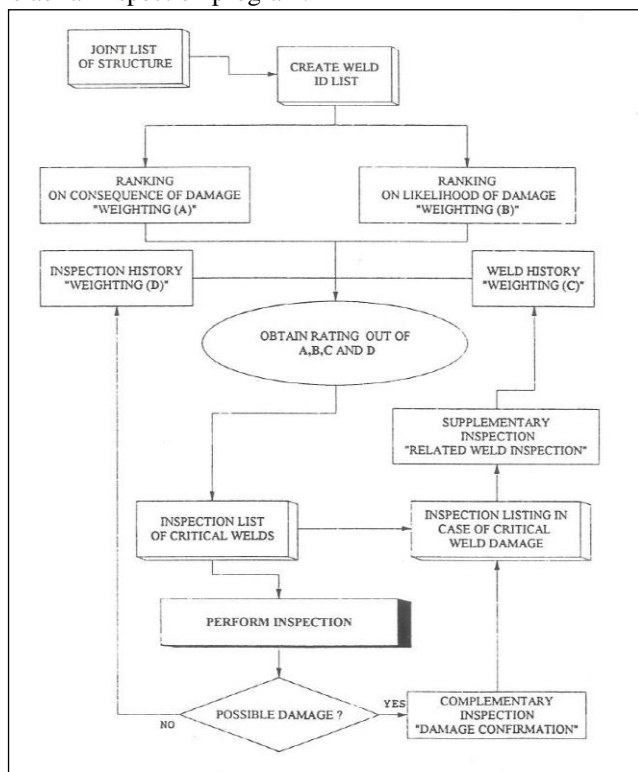 JOINT LIST
OF STRUCTURE
CREATE WELD
ID LIST
RANKING
ON CONSEQUENCE OF DAMAGE
"WEIGHTING (A)"
RANKING
ON LIKELIHOOD OF DAMAGE
"WEIGHTING (B)"
INSPECTION HISTORY
"WEIGHTING (D)"
WELD HISTORY
"WEIGHTING (C)"
OBTAIN RATING OUT OF
A,B,C AND D
SUPPLEMENTARY
INSPECTION
"RELATED WELD INSPECTION"
INSPECTION LIST
OF CRITICAL WELDS
INSPECTION LISTING IN
CASE OF CRITICAL
WELD DAMAGE
PERFORM INSPECTION
POSSIBLE DAMAGE ?
NO
YES
COMPLEMENTARY
INSPECTION
"DAMAGE CONFIRMATION"